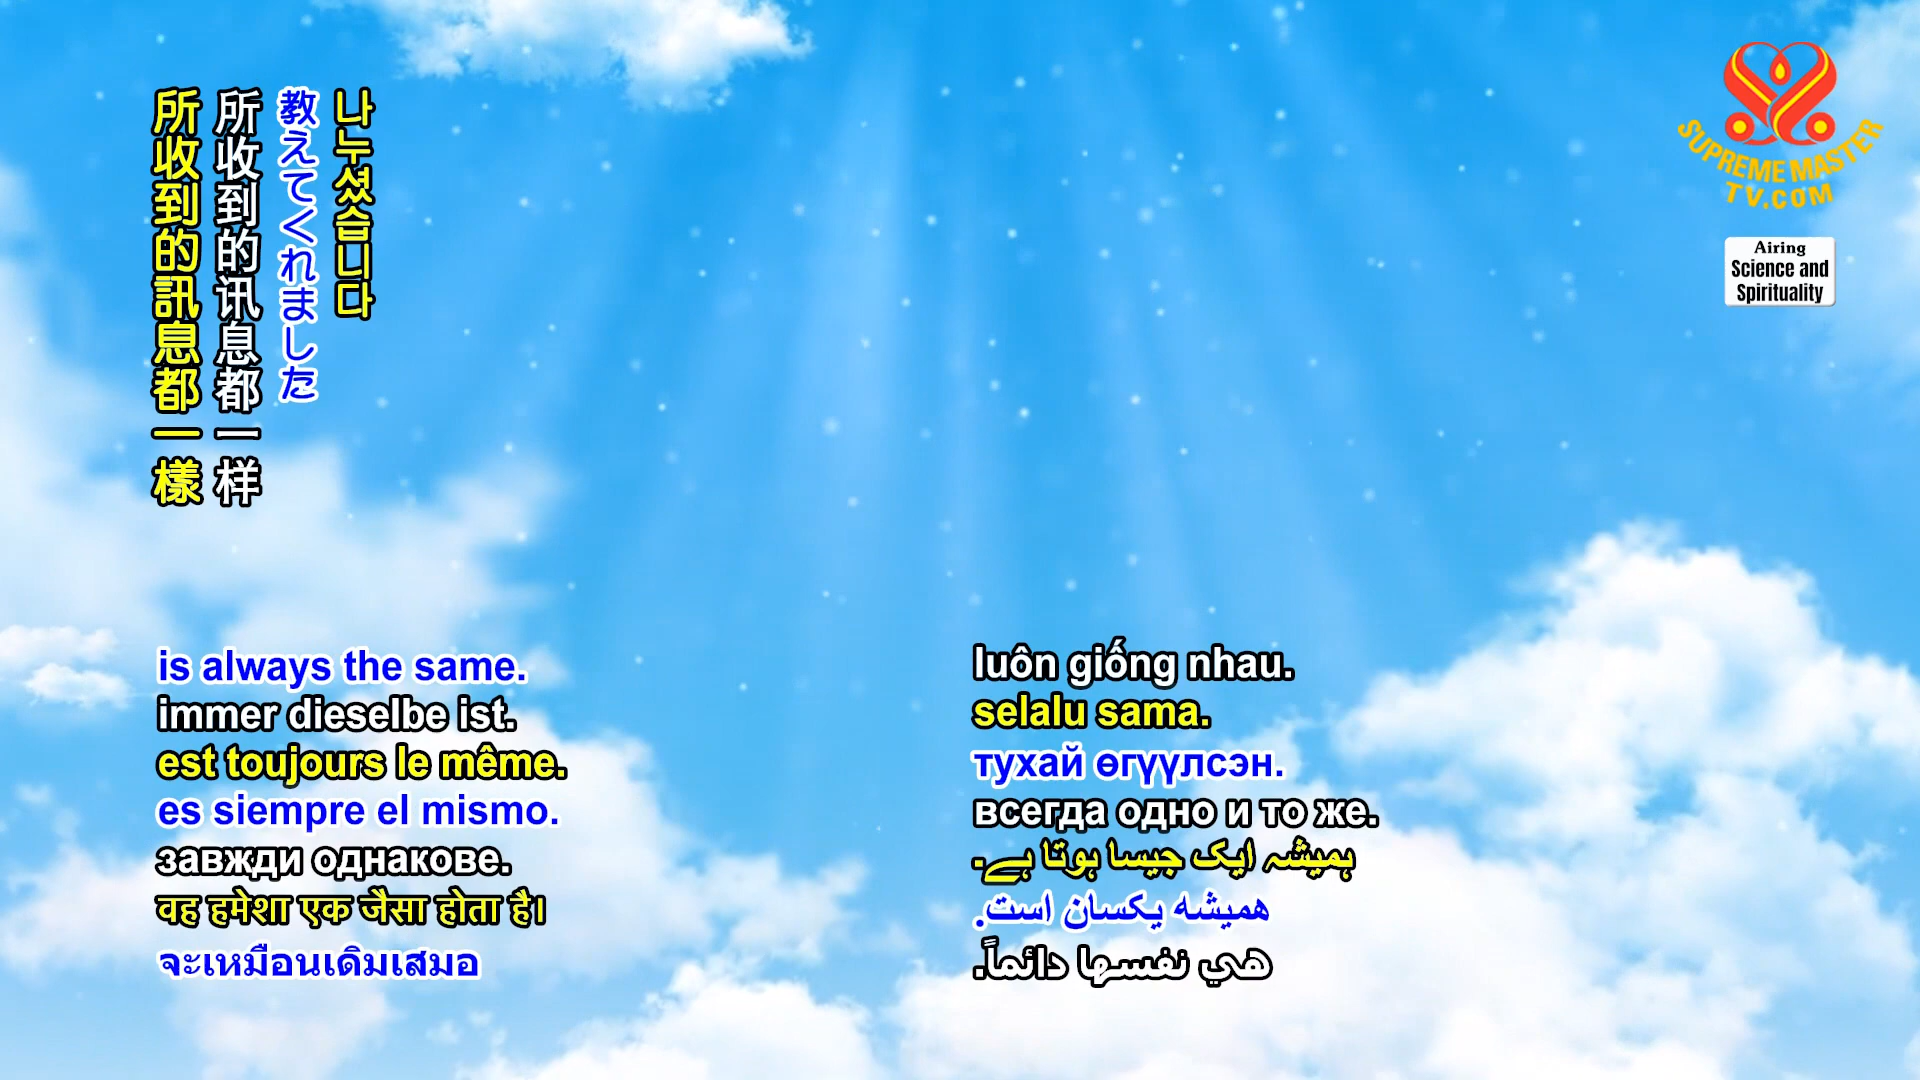 所收到的訊息都一樣
所收到的讯息都一样
教えてくれました
나누셨습니다
SUPREME MASTER
TV.COM
Airing
Science and
Spirituality
is always the same.
immer dieselbe ist.
est toujours le même.
es siempre el mismo.
завжди однакове.
वह हमेशा एक जैसा होता है।
จะเหมือนเดิมเสมอ
luôn giống nhau.
selalu sama.
тухай өгүүлсэн.
всегда одно и то же.
ہمیشہ ایک جیسا ہوتا ہے.
همیشه یکسان است.
هي نفسها دائماً.